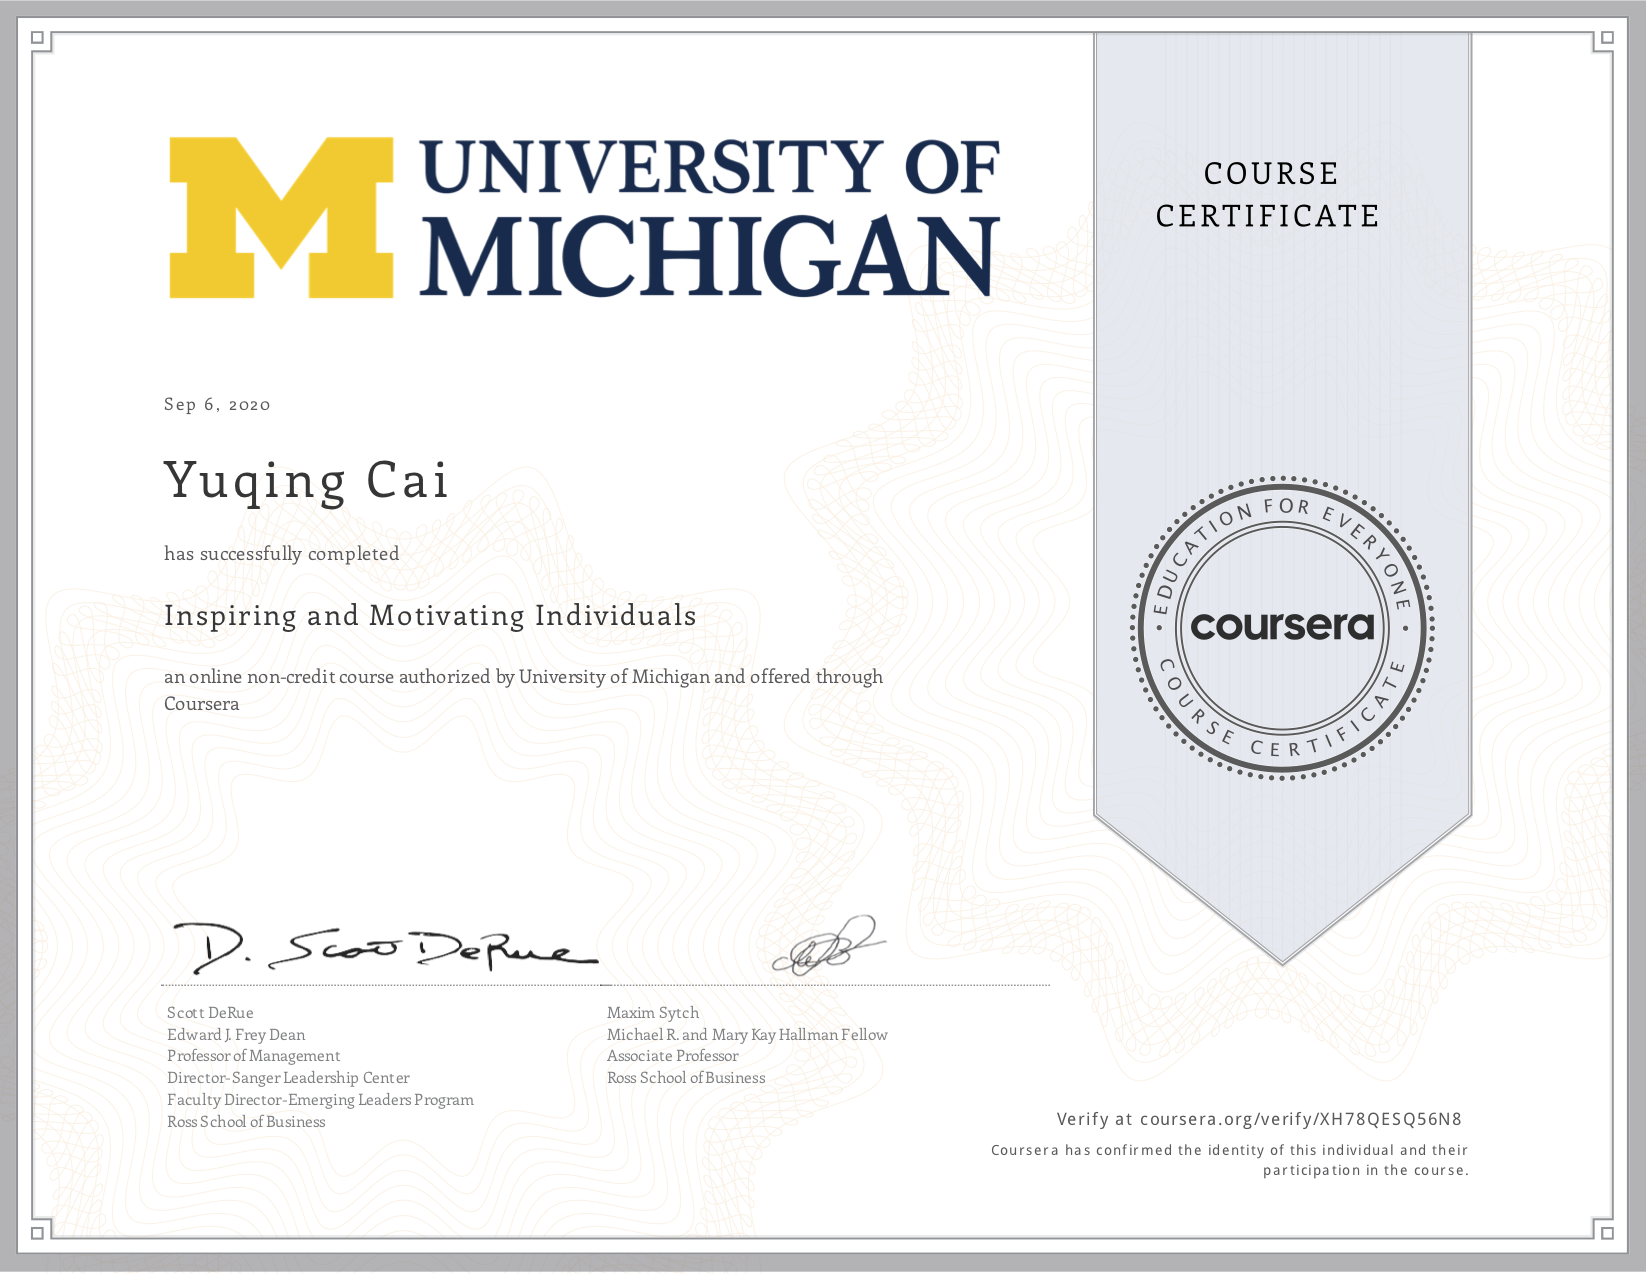 UNIVERSITY OF
MICHIGAN
COURSE
CERTIFICATE
Sep 6, 2020
Yuqing Cai
has successfully completed
Inspiring and Motivating Individuals
an online non-credit course authorized by University of Michigan and offered through
Coursera
EDUCATION FOR EVERYONE
coursera
COURSE CERTIFICATE
D. Scott DeRue
Scott DeRue
Edward J. Frey Dean
Professor of Management
Director-Sanger Leadership Center
Faculty Director-Emerging Leaders Program
Ross School of Business
Maxim Sytch
Michael R. and Mary Kay Hallman Fellow
Associate Professor
Ross School of Business
Verify at coursera.org/verify/XH78QESQ56N8
Coursera has confirmed the identity of this individual and their
participation in the course.